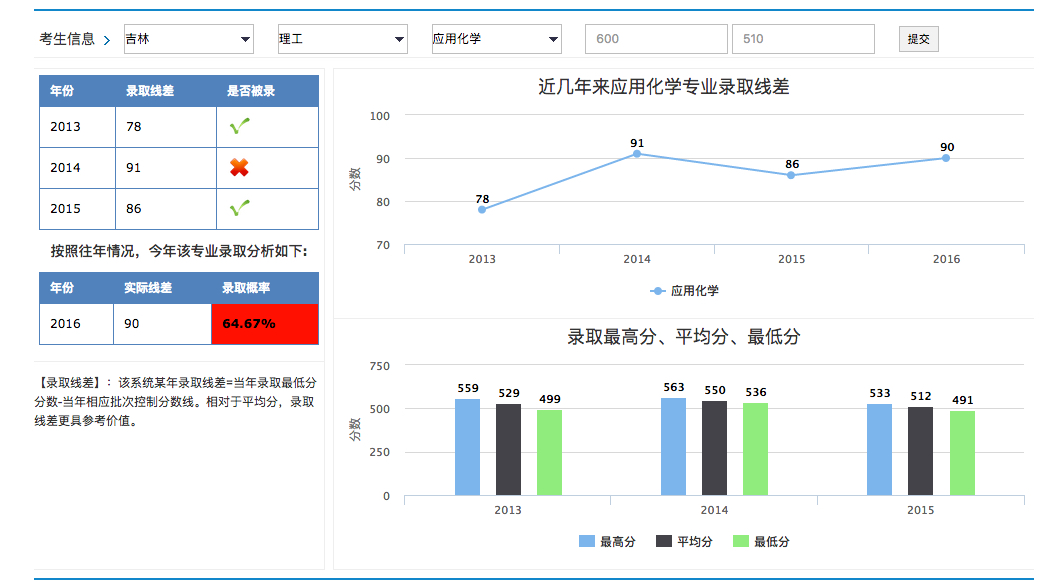 考生信息
吉林
理工
应用化学
600
510
提交
年份 录取线差 是否被录
2013 78
2014 91
2015 86
按照往年情况，今年该专业录取分析如下:
年份 实际线差 录取概率
2016 90 64.67%
【录取线差】：该系统某年录取线差=当年录取最低分
分数-当年相应批次控制分数线。相对于平均分，录取
线差更具参考价值。
近几年来应用化学专业录取线差
分数
100
90
80
70
78
91
86
90
2013
2014
2015
2016
应用化学
录取最高分、平均分、最低分
分数
750
500
250
0
559
529
499
563
550
536
533
512
491
2013
2014
2015
最高分
平均分
最低分